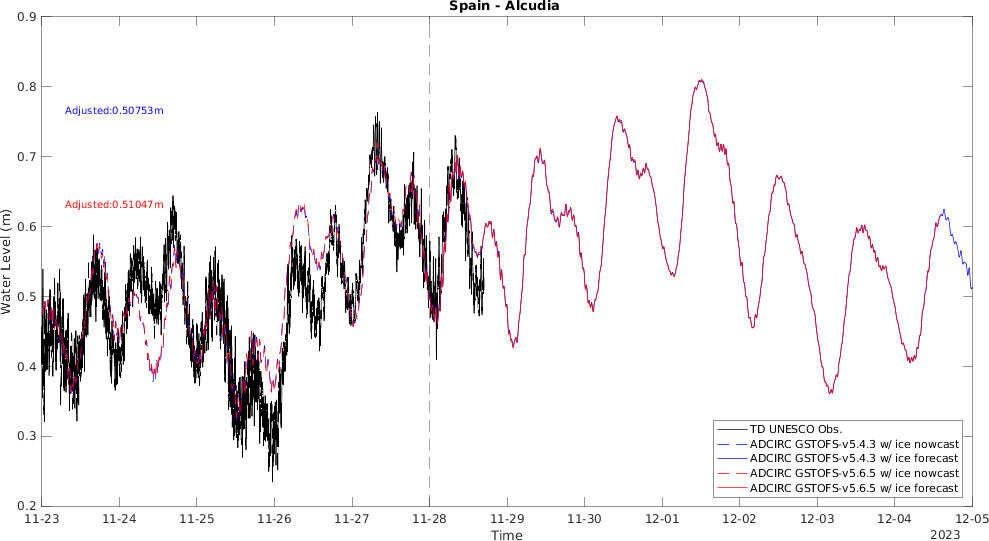 Spain - Alcudia
0.9
0.8
0.7
0.6
0.5
0.4
0.3
0.2
Water Level (m)
Adjusted:0.50753m
Adjusted:0.51047m
TD UNESCO Obs.
ADCIRC GSTOFS-v5.4.3 w/ ice nowcast
ADCIRC GSTOFS-v5.4.3 w/ ice forecast
ADCIRC GSTOFS-v5.6.5 w/ ice nowcast
ADCIRC GSTOFS-v5.6.5 w/ ice forecast
11-23 11-24 11-25 11-26 11-27 11-28 11-29 11-30 12-01 12-02 12-03 12-04 12-05
Time
2023